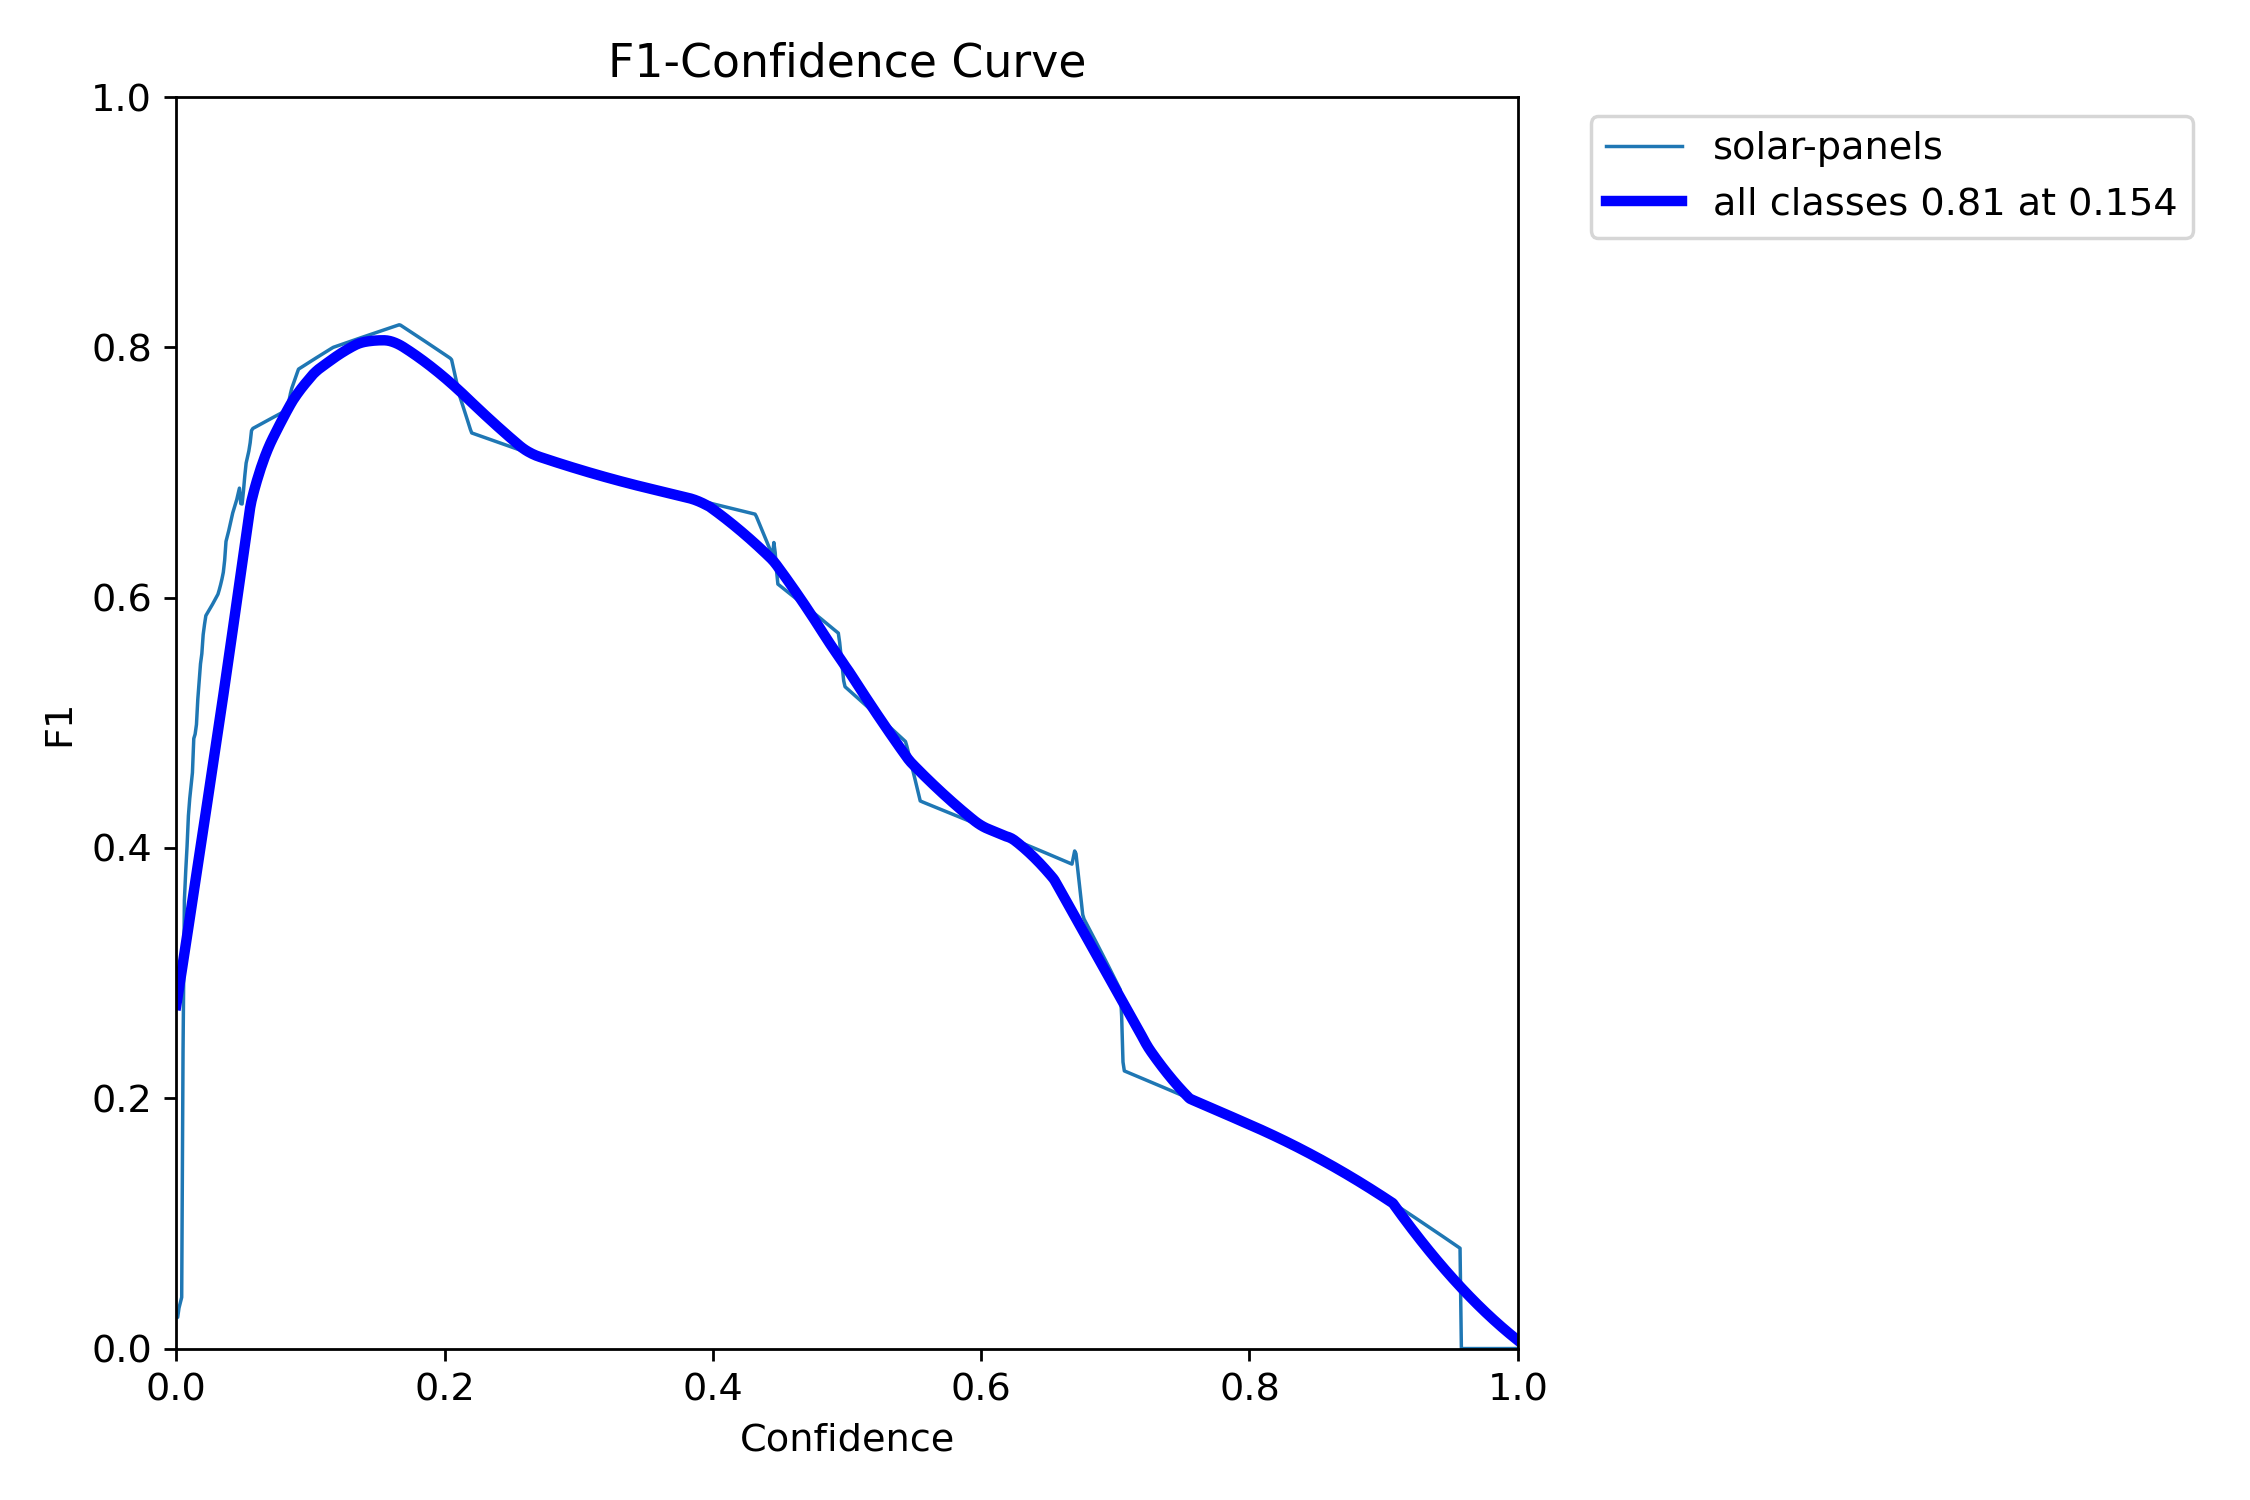 F1-Confidence Curve
1.0
0.8
0.6
0.4
0.2
0.0
F1
0.0 0.2 0.4 0.6 0.8 1.0
Confidence
solar-panels
all classes 0.81 at 0.154